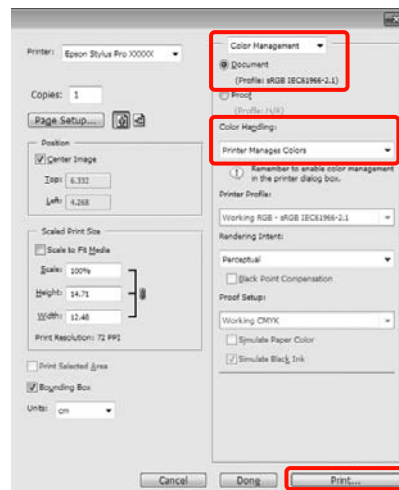 Printer: Epson Stylus Pro XXXXX
Copies: 1
Page Setup...
Position
Center Image
Top: 6.332
Left: 4.268
Scaled Print Size
Scale to Fit Media
Scale: 100%
Height: 14.71
Width: 12.48
Print Resolution: 72 PPI
Print Selected Area
Bounding Box
Units: cm
Color Management
Document
(Profile: sRGB IEC61966-2.1)
Proof
(Profile: N/A)
Color Handling:
Printer Manages Colors
Remember to enable color management
in the printer dialog box.
Printer Profile:
Working RGB - sRGB IEC61966-2.1
Rendering Intent:
Perceptual
Black Point Compensation
Proof Setup:
Working CMYK
Simulate Paper Color
Simulate Black Ink
Cancel
Done
Print...